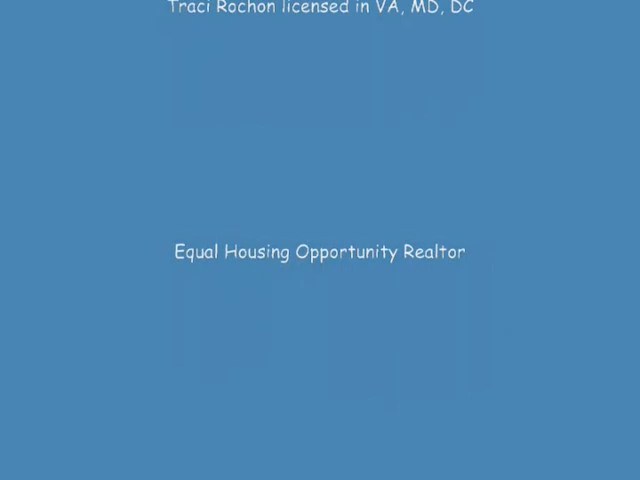 Traci Rochon licensed in VA, MD, DC
Equal Housing Opportunity Realtor